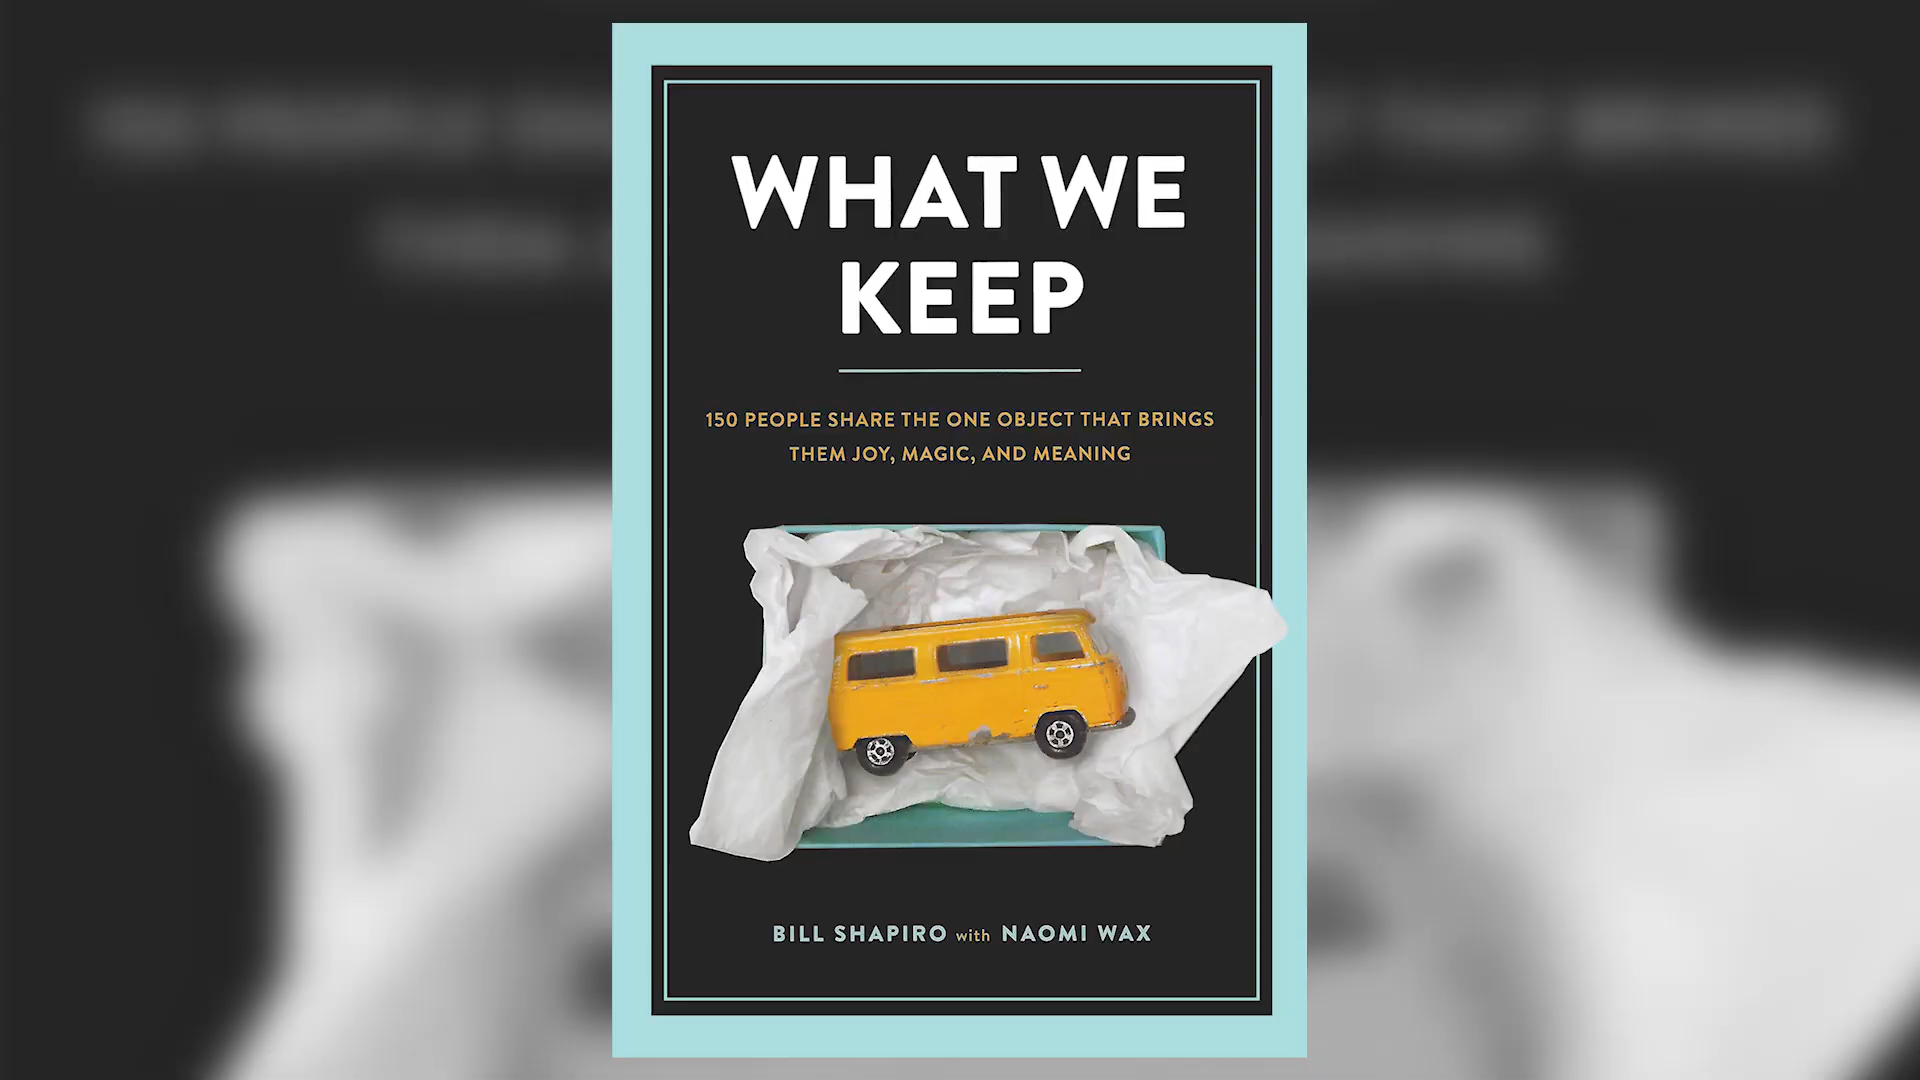 WHAT WE
KEEP
150 PEOPLE SHARE THE ONE OBJECT THAT BRINGS
THEM JOY, MAGIC, AND MEANING
BILL SHAPIRO with NAOMI WAX